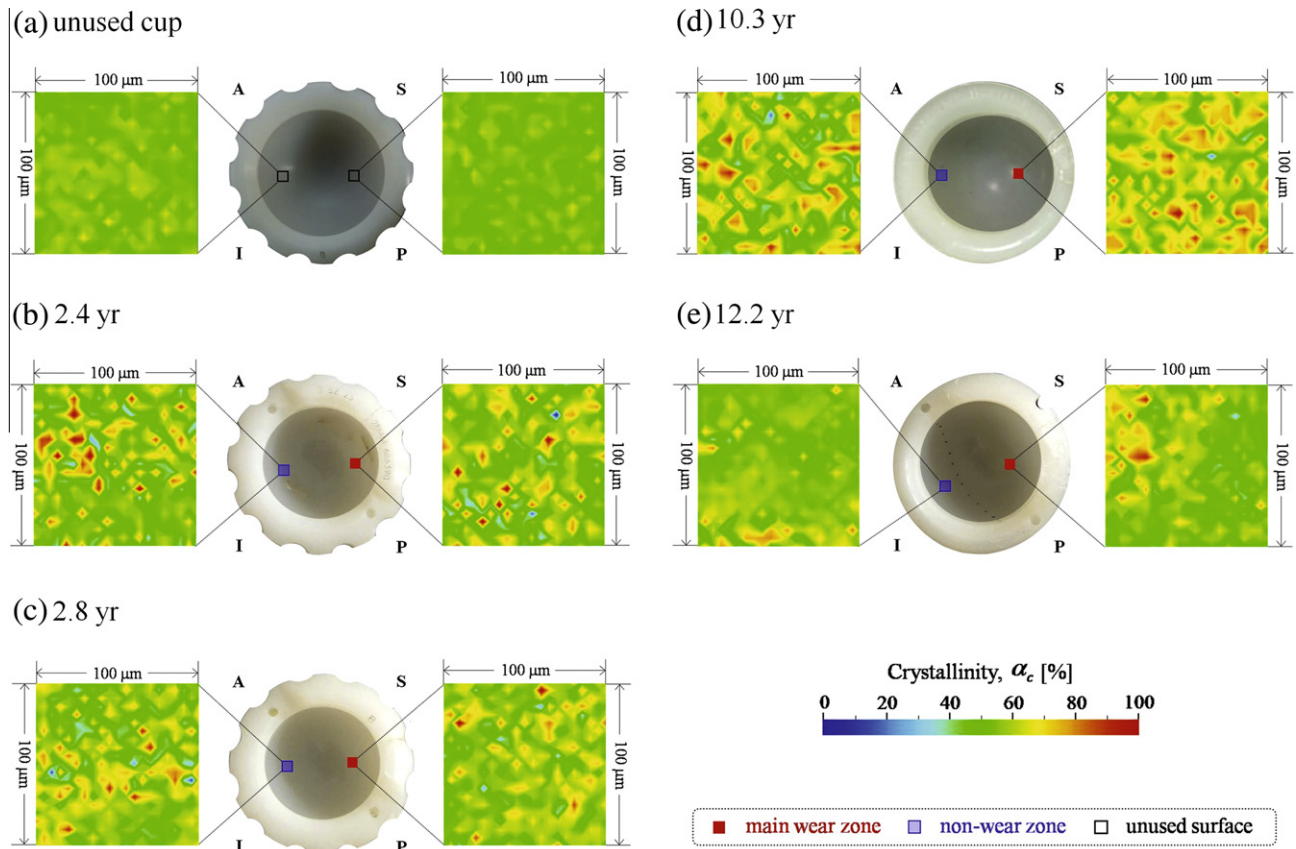 (a) unused cup
100 μm
100 μm
A
S
I
P
100 μm
100 μm
(b) 2.4 yr
100 μm
100 μm
A
S
I
P
100 μm
100 μm
(c) 2.8 yr
100 μm
100 μm
A
S
I
P
100 μm
100 μm
(d) 10.3 yr
100 μm
100 μm
A
S
I
P
100 μm
100 μm
(e) 12.2 yr
100 μm
100 μm
A
S
I
P
100 μm
100 μm
Crystallinity, α_c [%]
0 20 40 60 80 100
main wear zone non-wear zone unused surface